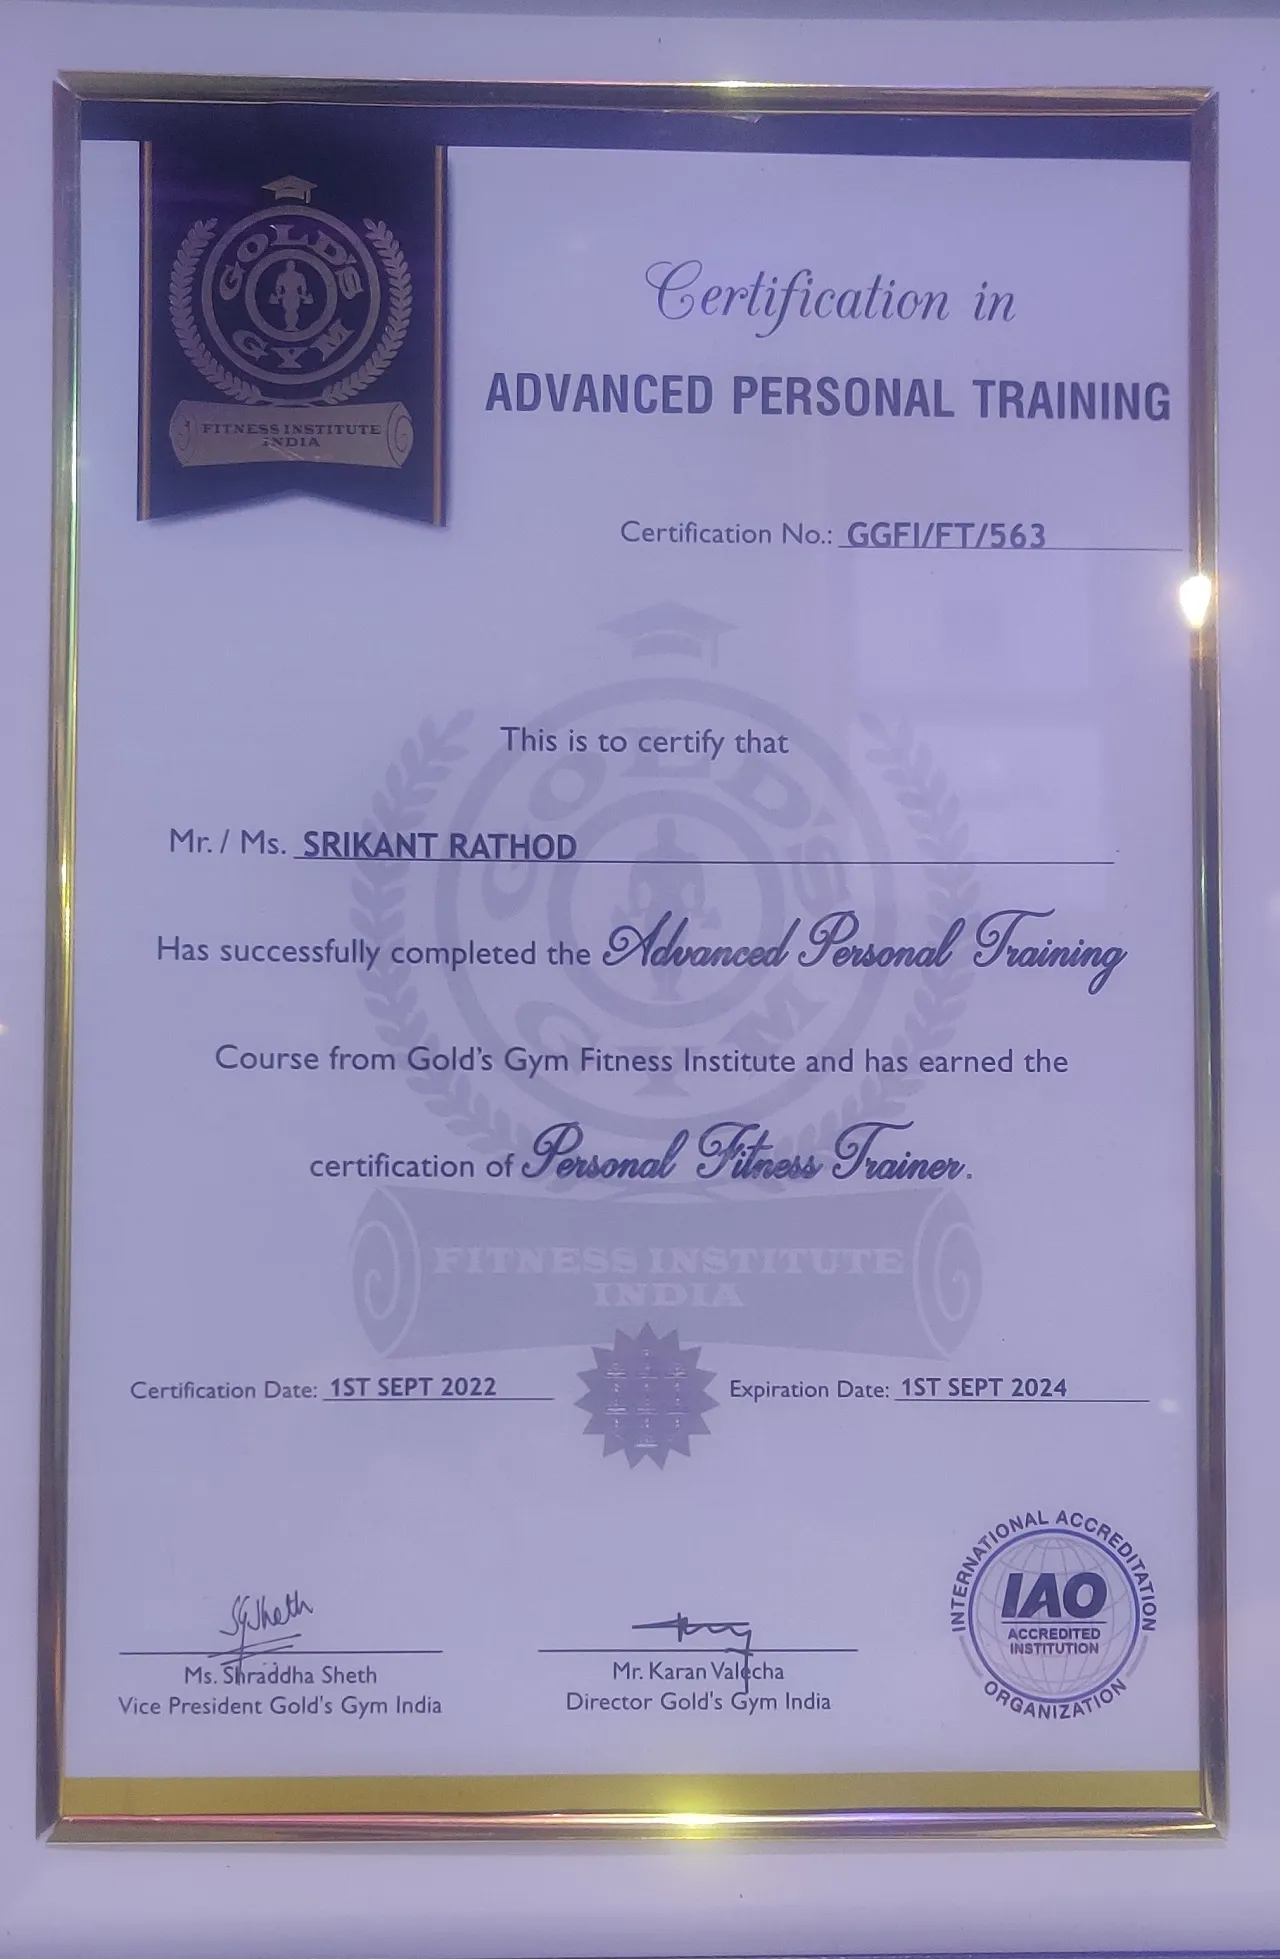 GOLD'S GYM
FITNESS INSTITUTE
INDIA
Certification in
ADVANCED PERSONAL TRAINING
Certification No.: GGFI/FT/563
This is to certify that
Mr. / Ms. SRIKANT RATHOD
Has successfully completed the Advanced Personal Training
Course from Gold's Gym Fitness Institute and has earned the
certification of Personal Fitness Trainer.
GOLD'S GYM
FITNESS INSTITUTE
INDIA
Certification Date: 1ST SEPT 2022 Expiration Date: 1ST SEPT 2024
SGSheth
Ms. Shraddha Sheth
Vice President Gold's Gym India
Mr. Karan Valecha
Director Gold's Gym India
INTERNATIONAL ACCREDITATION
IAO
ACCREDITED
INSTITUTION
ORGANIZATION